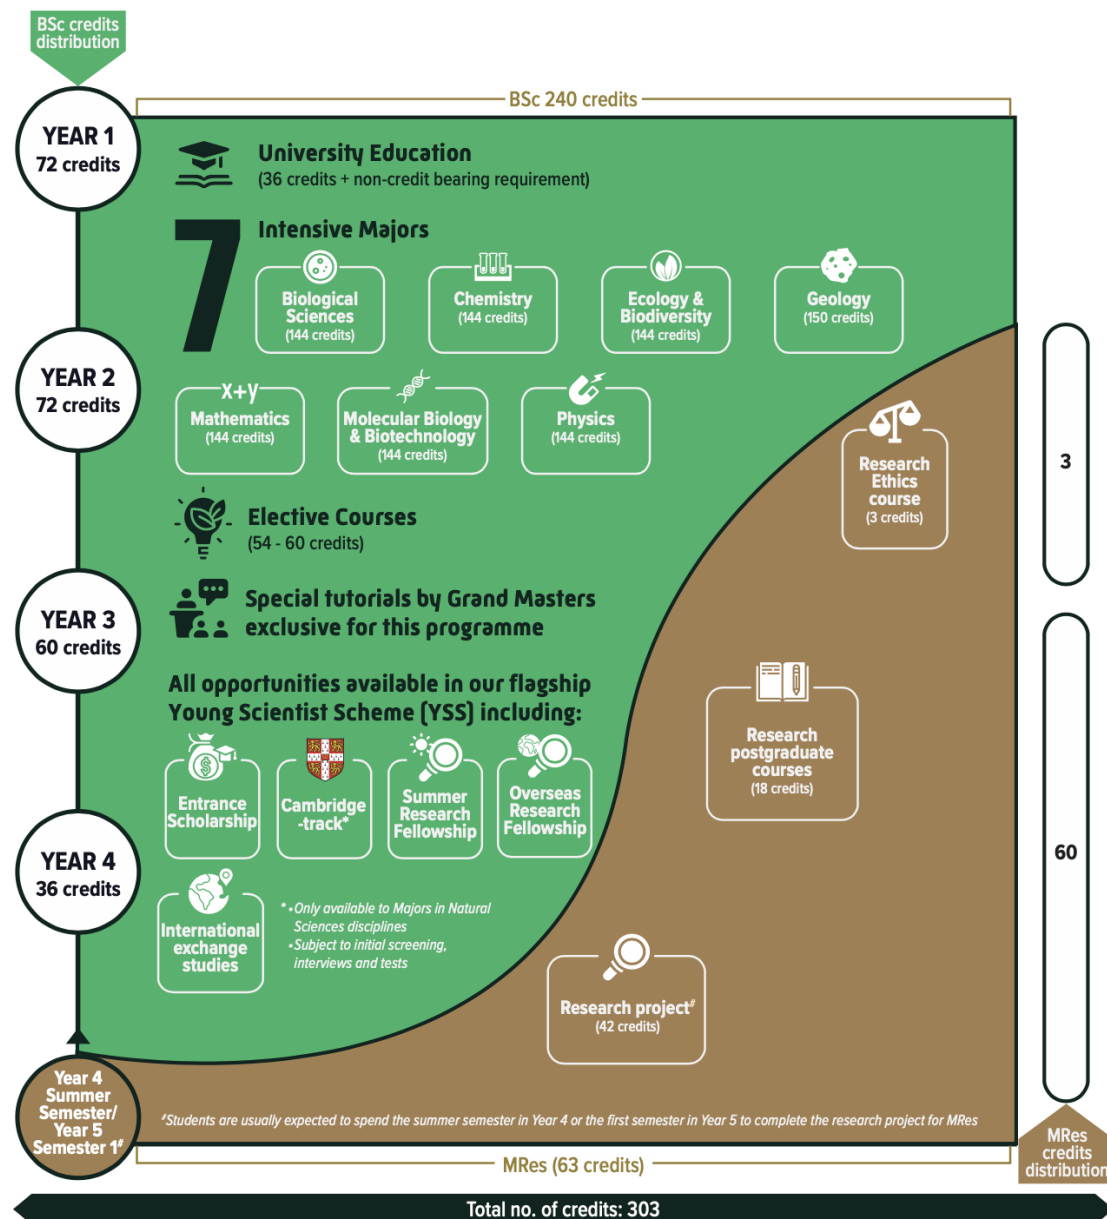 BSc credits
distribution
BSc 240 credits
YEAR 1
72 credits
University Education
(36 credits + non-credit bearing requirement)
7
Intensive Majors
Biological
Sciences
(144 credits)
Chemistry
(144 credits)
Ecology &
Biodiversity
(144 credits)
Geology
(150 credits)
YEAR 2
72 credits
x+y
Mathematics
(144 credits)
Molecular Biology
& Biotechnology
(144 credits)
Physics
(144 credits)
Research
Ethics
course
(3 credits)
3
Elective Courses
(54 - 60 credits)
YEAR 3
60 credits
Special tutorials by Grand Masters
exclusive for this programme
All opportunities available in our flagship
Young Scientist Scheme (YSS) including:
Entrance
Scholarship
Cambridge
-track*
Summer
Research
Fellowship
Overseas
Research
Fellowship
Research
postgraduate
courses
(18 credits)
YEAR 4
36 credits
60
International
exchange
studies
* •Only available to Majors in Natural
Sciences disciplines
•Subject to initial screening,
interviews and tests
Research project#
(42 credits)
Year 4
Summer
Semester/
Year 5
Semester 1#
#Students are usually expected to spend the summer semester in Year 4 or the first semester in Year 5 to complete the research project for MRes
MRes
credits
distribution
MRes (63 credits)
Total no. of credits: 303